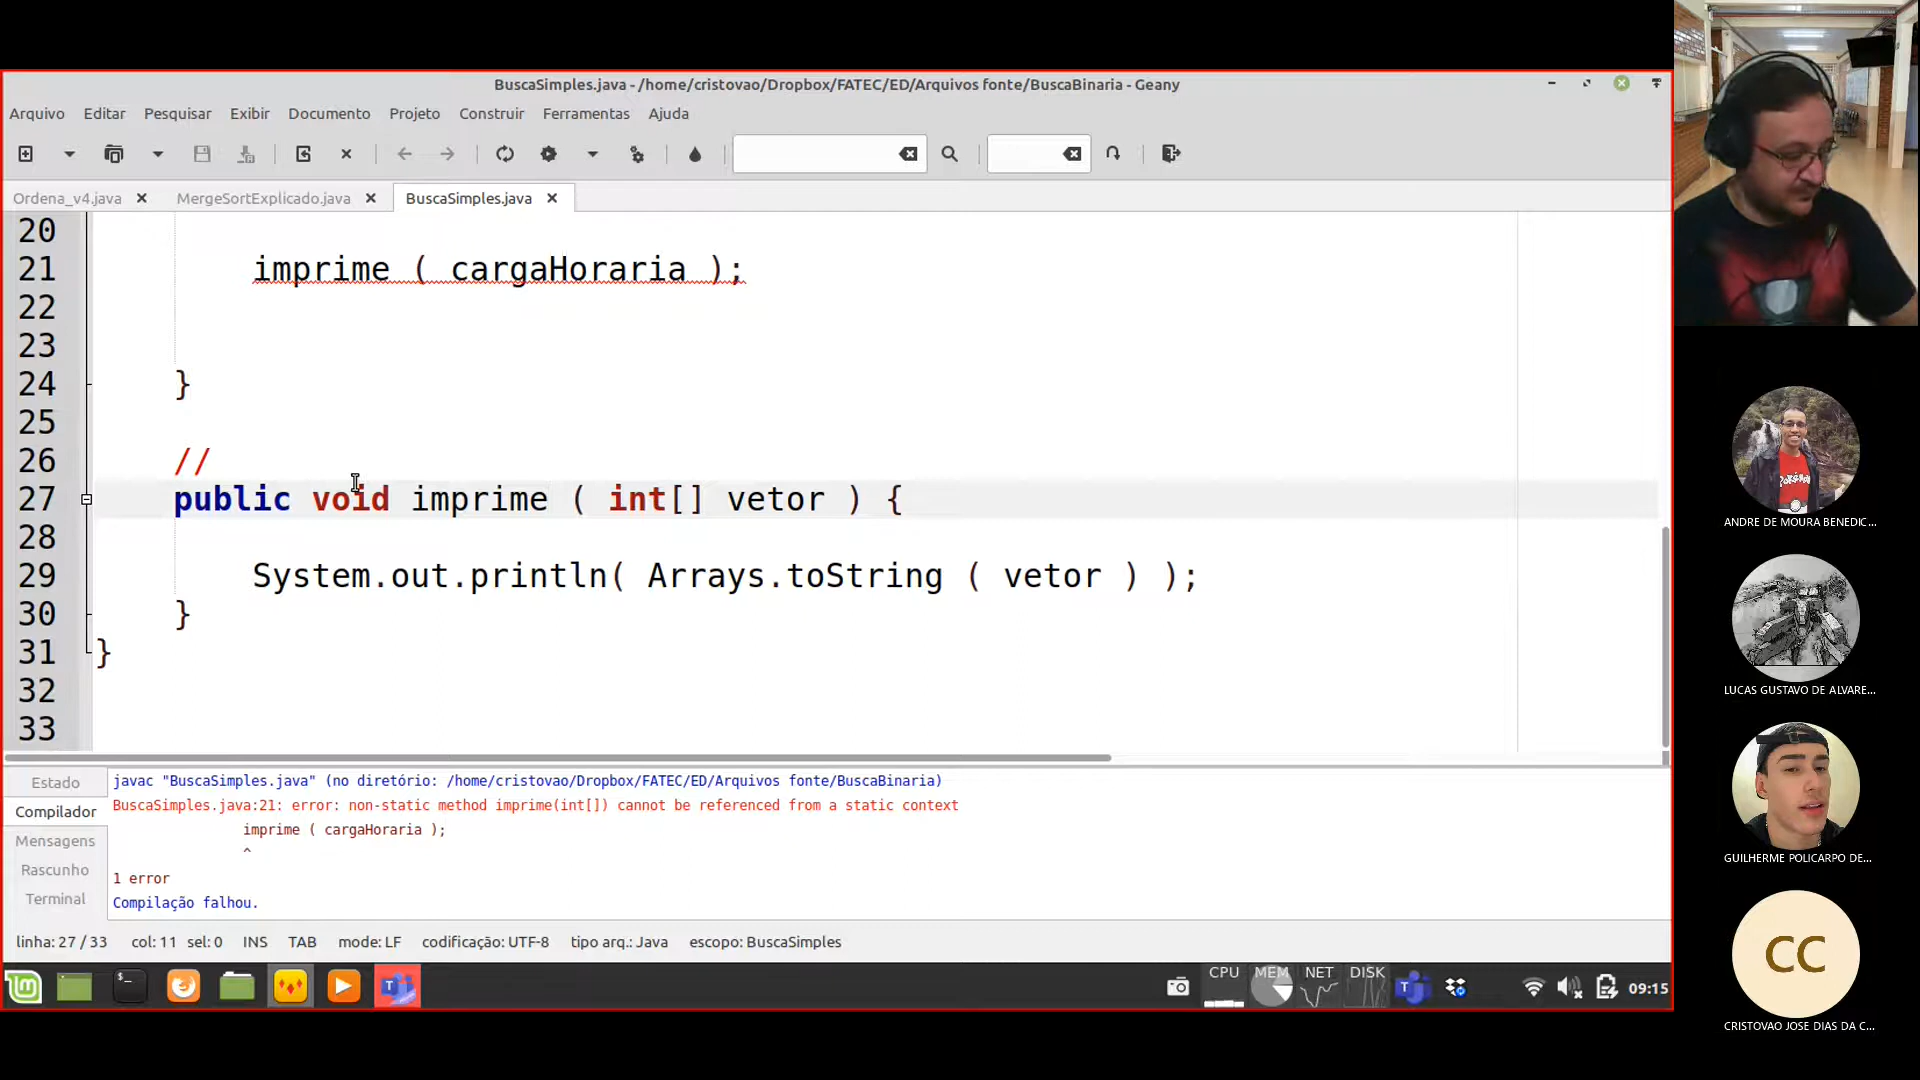 BuscaSimples.java - /home/cristovao/Dropbox/FATEC/ED/Arquivos fonte/BuscaBinaria - Geany
Arquivo Editar Pesquisar Exibir Documento Projeto Construir Ferramentas Ajuda
Ordena_v4.java MergeSortExplicado.java BuscaSimples.java
20
21 imprime ( cargaHoraria );
22
23
24 }
25
26 //
27 public void imprime ( int[] vetor ) {
28
29 System.out.println( Arrays.toString ( vetor ) );
30 }
31 }
32
33
Estado
Compilador
Mensagens
Rascunho
Terminal
javac "BuscaSimples.java" (no diretório: /home/cristovao/Dropbox/FATEC/ED/Arquivos fonte/BuscaBinaria)
BuscaSimples.java:21: error: non-static method imprime(int[]) cannot be referenced from a static context
imprime ( cargaHoraria );
^
1 error
Compilação falhou.
linha: 27 / 33 col: 11 sel: 0 INS TAB mode: LF codificação: UTF-8 tipo arq.: Java escopo: BuscaSimples
CPU MEM NET DISK
09:15
ANDRE DE MOURA BENEDIC...
LUCAS GUSTAVO DE ALVARE...
GUILHERME POLICARPO DE...
CC
CRISTOVAO JOSE DIAS DA C...